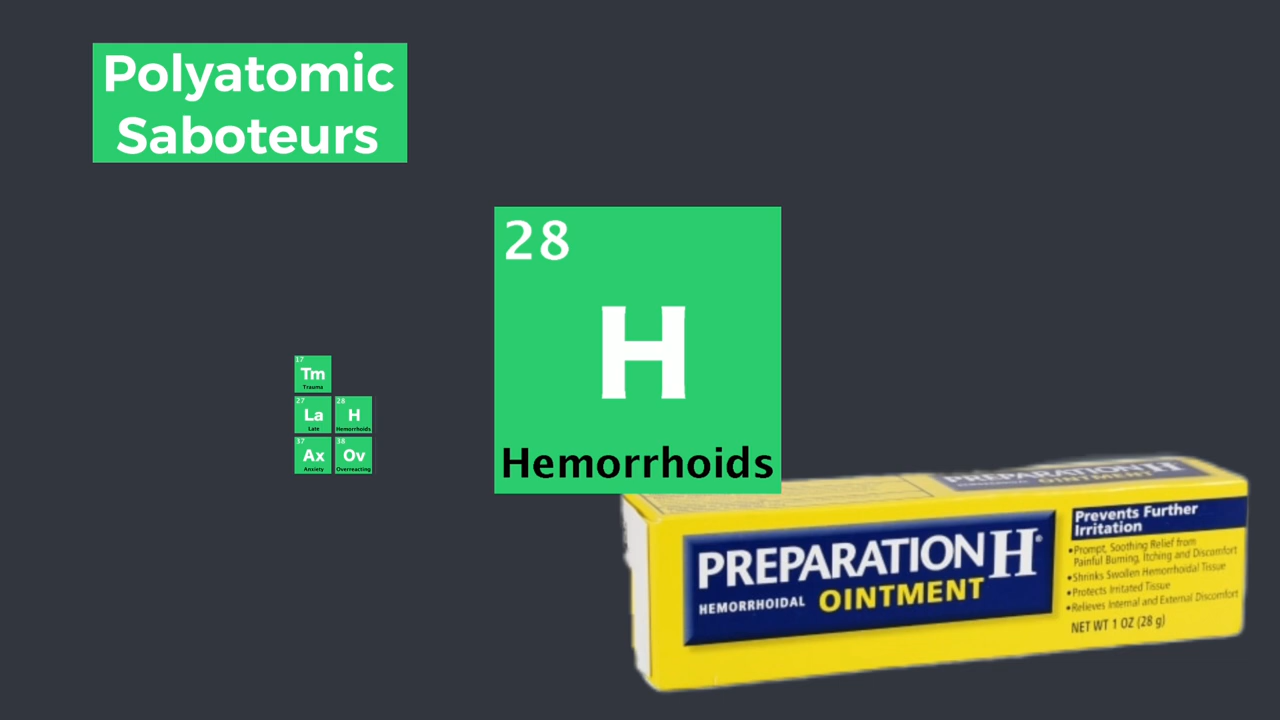 Polyatomic
Saboteurs
28
H
Hemorrhoids
17
Tm
Trauma
27
La
Late
28
H
Hemorrhoids
37
Ax
Anxiety
38
Ov
Overreacting
PREPARATION H
OINTMENT
PREPARATION H®
HEMORRHOIDAL OINTMENT
Prevents Further
Irritation
•Prompt, Soothing Relief from
Painful Burning, Itching and Discomfort
•Shrinks Swollen Hemorrhoidal Tissue
•Protects Irritated Tissue
•Relieves Internal and External Discomfort
NET WT 1 OZ (28 g)